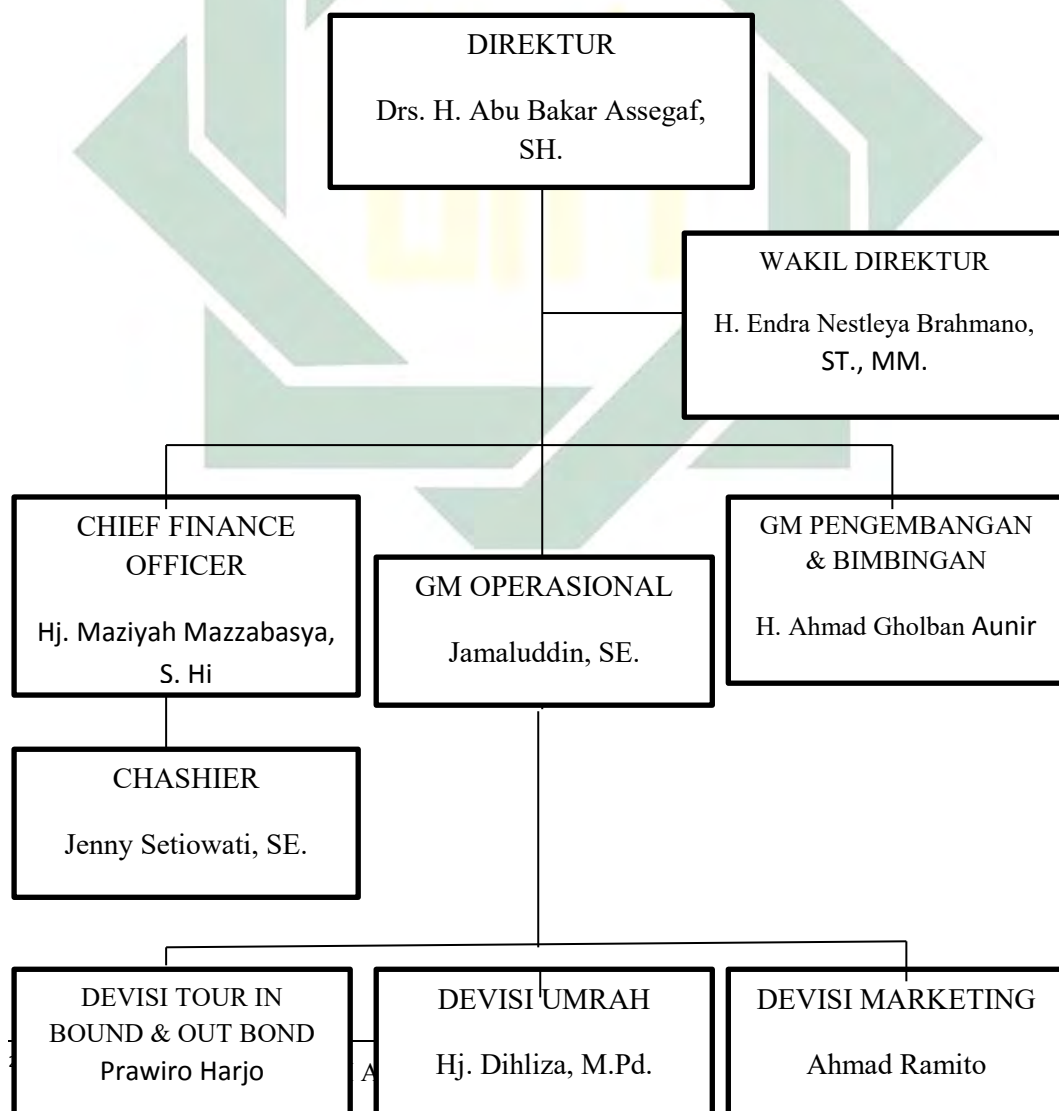 DIREKTUR
Drs. H. Abu Bakar Assegaf,
SH.
WAKIL DIREKTUR
H. Endra Nestleya Brahmano,
ST., MM.
CHIEF FINANCE
OFFICER
Hj. Maziyah Mazzabasya,
S. Hi
GM OPERASIONAL
Jamaluddin, SE.
GM PENGEMBANGAN
& BIMBINGAN
H. Ahmad Gholban Aunir
CHASHIER
Jenny Setiowati, SE.
DEVISI TOUR IN
BOUND & OUT BOND
Prawiro Harjo
DEVISI UMRAH
Hj. Dihliza, M.Pd.
DEVISI MARKETING
Ahmad Ramito